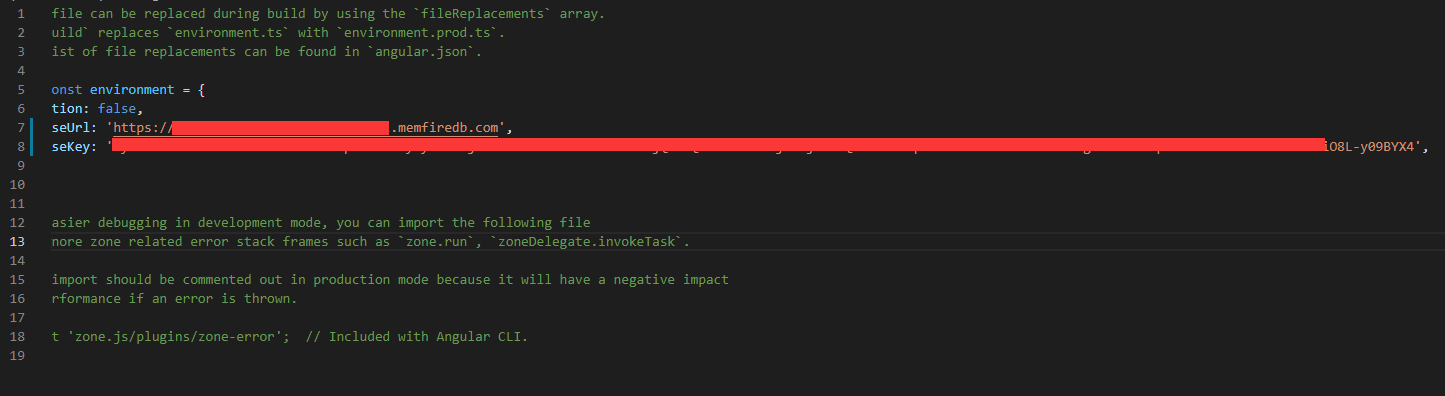 1 file can be replaced during build by using the `fileReplacements` array.
2 uild` replaces `environment.ts` with `environment.prod.ts`.
3 ist of file replacements can be found in `angular.json`.
4
5 onst environment = {
6 tion: false,
7 seUrl: 'https://.memfiredb.com',
8 seKey: 'iO8L-y09BYX4',
9
10
11
12 asier debugging in development mode, you can import the following file
13 nore zone related error stack frames such as `zone.run`, `zoneDelegate.invokeTask`.
14
15 import should be commented out in production mode because it will have a negative impact
16 rformance if an error is thrown.
17
18 t 'zone.js/plugins/zone-error';  // Included with Angular CLI.
19